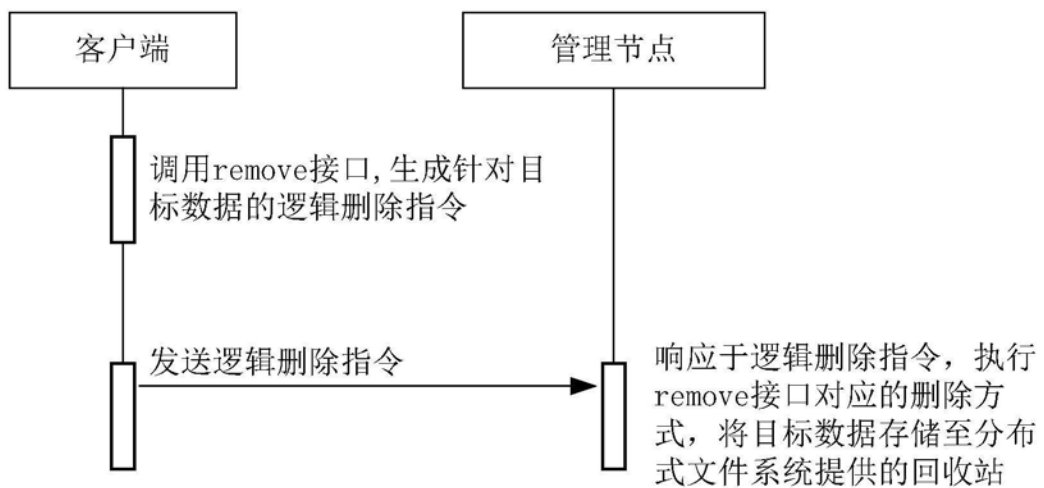 客户端
管理节点
调用remove接口,生成针对目
标数据的逻辑删除指令
发送逻辑删除指令
响应于逻辑删除指令，执行
remove接口对应的删除方
式，将目标数据存储至分布
式文件系统提供的回收站